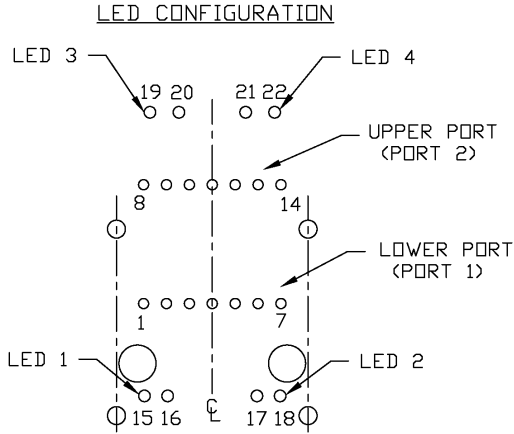 LED CONFIGURATION
LED 3
LED 4
19 20 21 22
UPPER PORT
(PORT 2)
8 14
LOWER PORT
(PORT 1)
1 7
LED 1
LED 2
15 16 ℄ 17 18